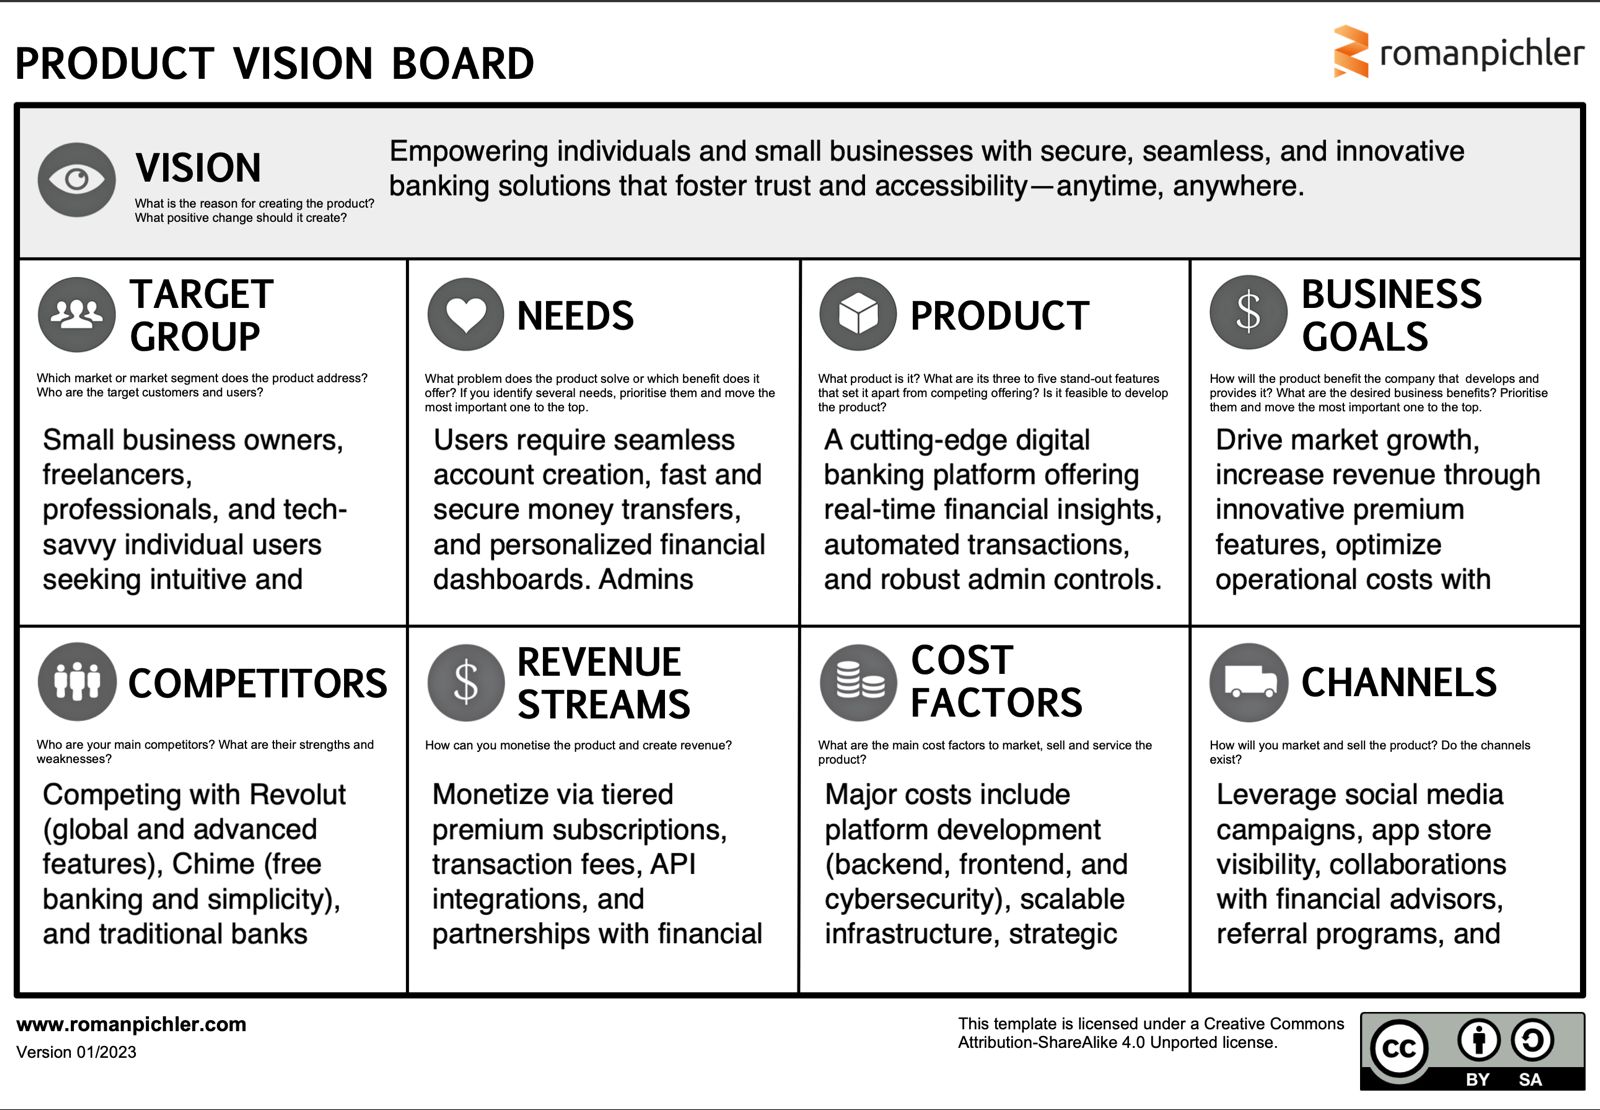 PRODUCT VISION BOARD
romanpichler
VISION
What is the reason for creating the product?
What positive change should it create?
Empowering individuals and small businesses with secure, seamless, and innovative
banking solutions that foster trust and accessibility—anytime, anywhere.
TARGET
GROUP
Which market or market segment does the product address?
Who are the target customers and users?
Small business owners,
freelancers,
professionals, and tech-
savvy individual users
seeking intuitive and
NEEDS
What problem does the product solve or which benefit does it
offer? If you identify several needs, prioritise them and move the
most important one to the top.
Users require seamless
account creation, fast and
secure money transfers,
and personalized financial
dashboards. Admins
PRODUCT
What product is it? What are its three to five stand-out features
that set it apart from competing offering? Is it feasible to develop
the product?
A cutting-edge digital
banking platform offering
real-time financial insights,
automated transactions,
and robust admin controls.
BUSINESS
GOALS
How will the product benefit the company that develops and
provides it? What are the desired business benefits? Prioritise
them and move the most important one to the top.
Drive market growth,
increase revenue through
innovative premium
features, optimize
operational costs with
COMPETITORS
Who are your main competitors? What are their strengths and
weaknesses?
Competing with Revolut
(global and advanced
features), Chime (free
banking and simplicity),
and traditional banks
REVENUE
STREAMS
How can you monetise the product and create revenue?
Monetize via tiered
premium subscriptions,
transaction fees, API
integrations, and
partnerships with financial
COST
FACTORS
What are the main cost factors to market, sell and service the
product?
Major costs include
platform development
(backend, frontend, and
cybersecurity), scalable
infrastructure, strategic
CHANNELS
How will you market and sell the product? Do the channels
exist?
Leverage social media
campaigns, app store
visibility, collaborations
with financial advisors,
referral programs, and
www.romanpichler.com
Version 01/2023
This template is licensed under a Creative Commons
Attribution-ShareAlike 4.0 Unported license.
CC
BY SA